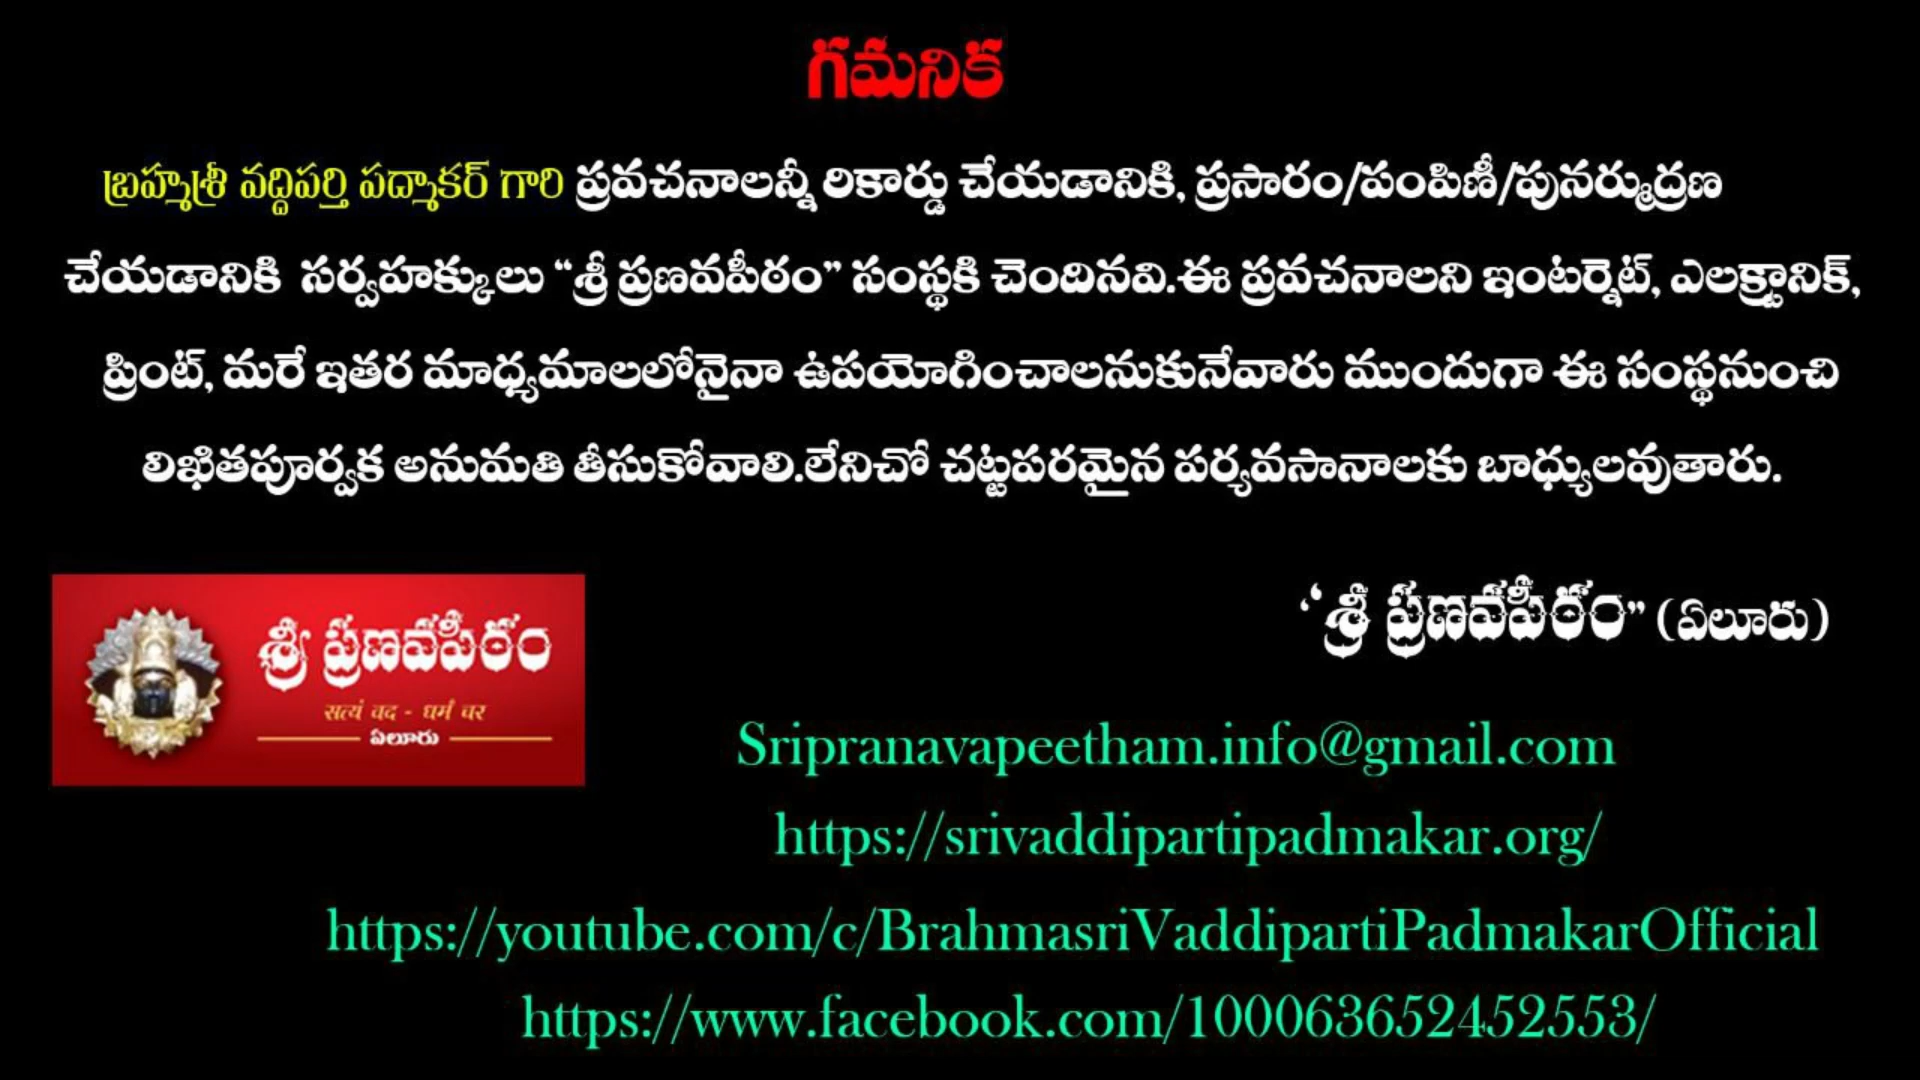 గమనిక
బ్రహ్మశ్రీ వద్దిపర్తి పద్మాకర్ గారి ప్రవచనాలన్నీ రికార్డు చేయడానికి, ప్రసారం/పంపిణీ/పునర్ముద్రణ
చేయడానికి సర్వహక్కులు “శ్రీ ప్రణవపీఠం” సంస్థకి చెందినవి.ఈ ప్రవచనాలని ఇంటర్నెట్, ఎలక్ట్రానిక్,
ప్రింట్, మరే ఇతర మాధ్యమాలలోనైనా ఉపయోగించాలనుకునేవారు ముందుగా ఈ సంస్థనుంచి
లిఖితపూర్వక అనుమతి తీసుకోవాలి.లేనిచో చట్టపరమైన పర్యవసానాలకు బాధ్యులవుతారు.
“శ్రీ ప్రణవపీఠం” (ఏలూరు)
శ్రీ ప్రణవపీఠం
सत्यं वद - धर्मं चर
ఏలూరు
Sripranavapeetham.info@gmail.com
https://srivaddipartipadmakar.org/
https://youtube.com/c/BrahmasriVaddipartiPadmakarOfficial
https://www.facebook.com/100063652452553/